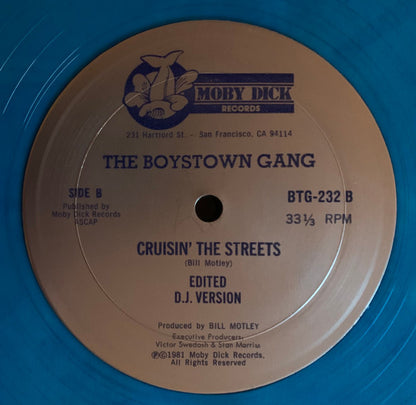 MOBY DICK
RECORDS
231 Hartford St. - San Francisco, CA 94114
THE BOYSTOWN GANG
SIDE B
Published by
Moby Dick Records
ASCAP
BTG-232 B
33⅓ RPM
CRUISIN' THE STREETS
(Bill Motley)
EDITED
D.J. VERSION
Produced by BILL MOTLEY
Executive Producers:
Victor Swedosh & Stan Morriss
Ⓟ©1981 Moby Dick Records,
All Rights Reserved